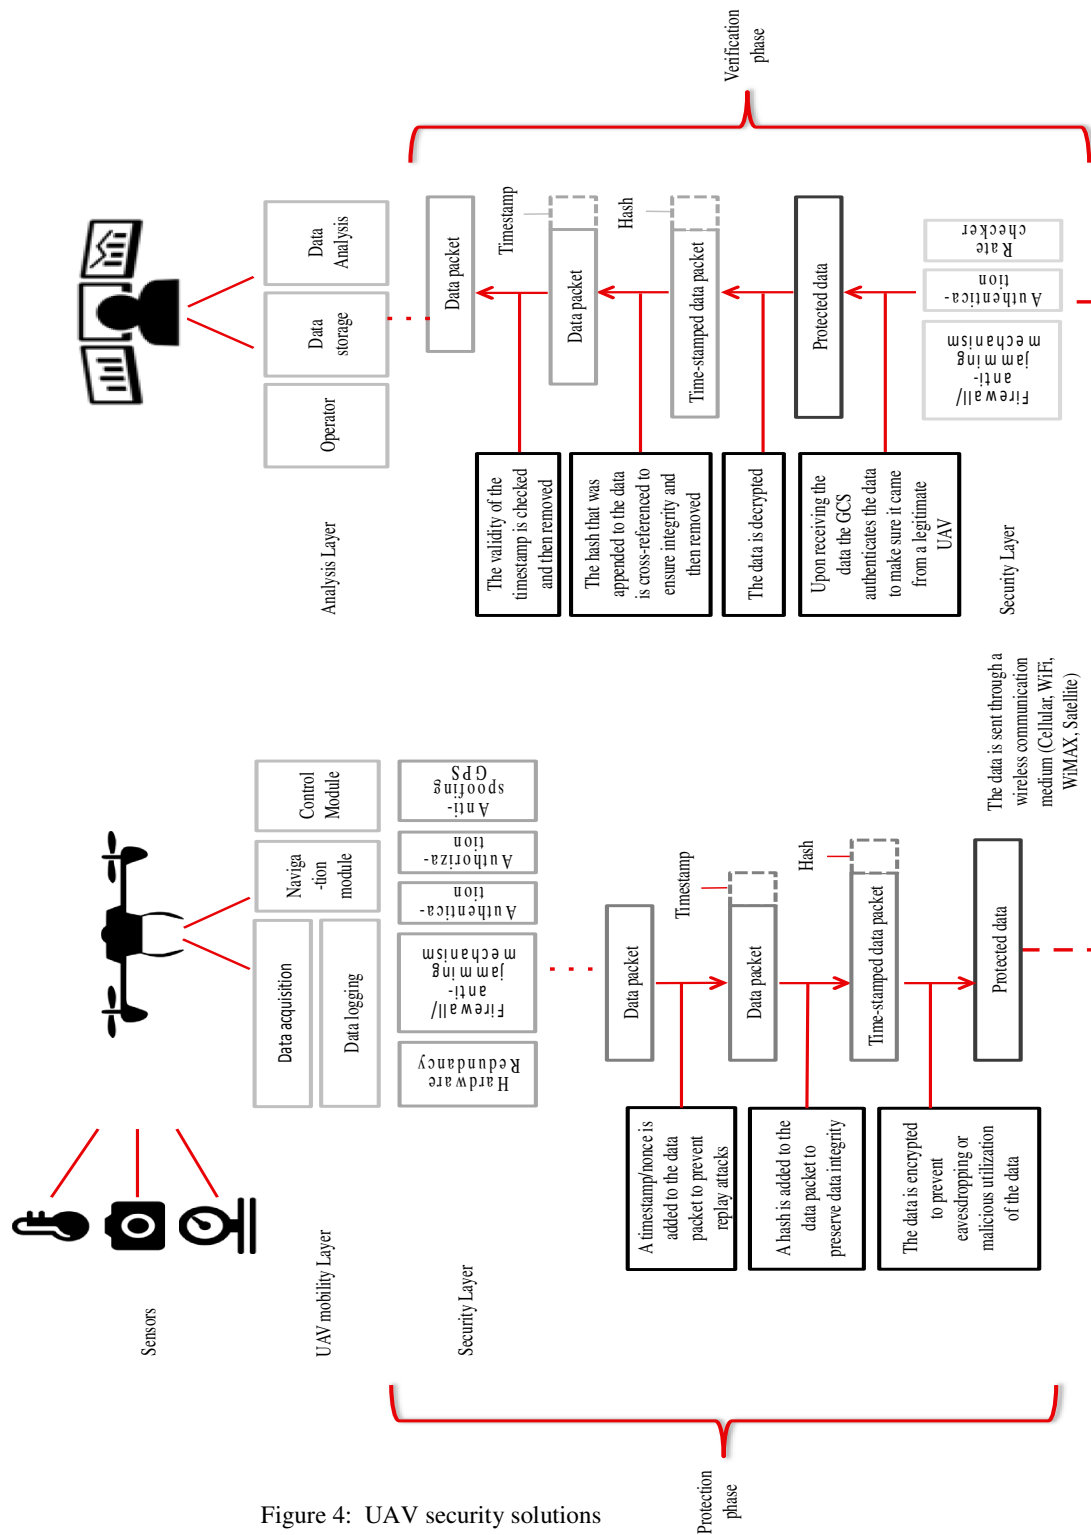 Sensors
UAV mobility Layer
Data acquisition
Data logging
Naviga
-tion
module
Control
Module
Security Layer
Hardware
Redundancy
Firewall/
anti-
jamming
mechanism
Authentica-
tion
Authoriza-
tion
Anti-
spoofing
GPS
Protection
phase
Data packet
A timestamp/nonce is
added to the data
packet to prevent
replay attacks
Timestamp
Data packet
A hash is added to the
data packet to
preserve data integrity
Hash
Time-stamped data packet
The data is encrypted
to prevent
eavesdropping or
malicious utilization
of the data
Protected data
The data is sent through a
wireless communication
medium (Cellular, WiFi,
WiMAX, Satellite)
Analysis Layer
Operator
Data
storage
Data
Analysis
Verification
phase
Data packet
The validity of the
timestamp is checked
and then removed
Timestamp
Data packet
The hash that was
appended to the data
is cross-referenced to
ensure integrity and
then removed
Hash
Time-stamped data packet
The data is decrypted
Protected data
Upon receiving the
data the GCS
authenticates the data
to make sure it came
from a legitimate
UAV
Security Layer
Firewall/
anti-
jamming
mechanism
Authentica-
tion
Rate
checker
Figure 4: UAV security solutions